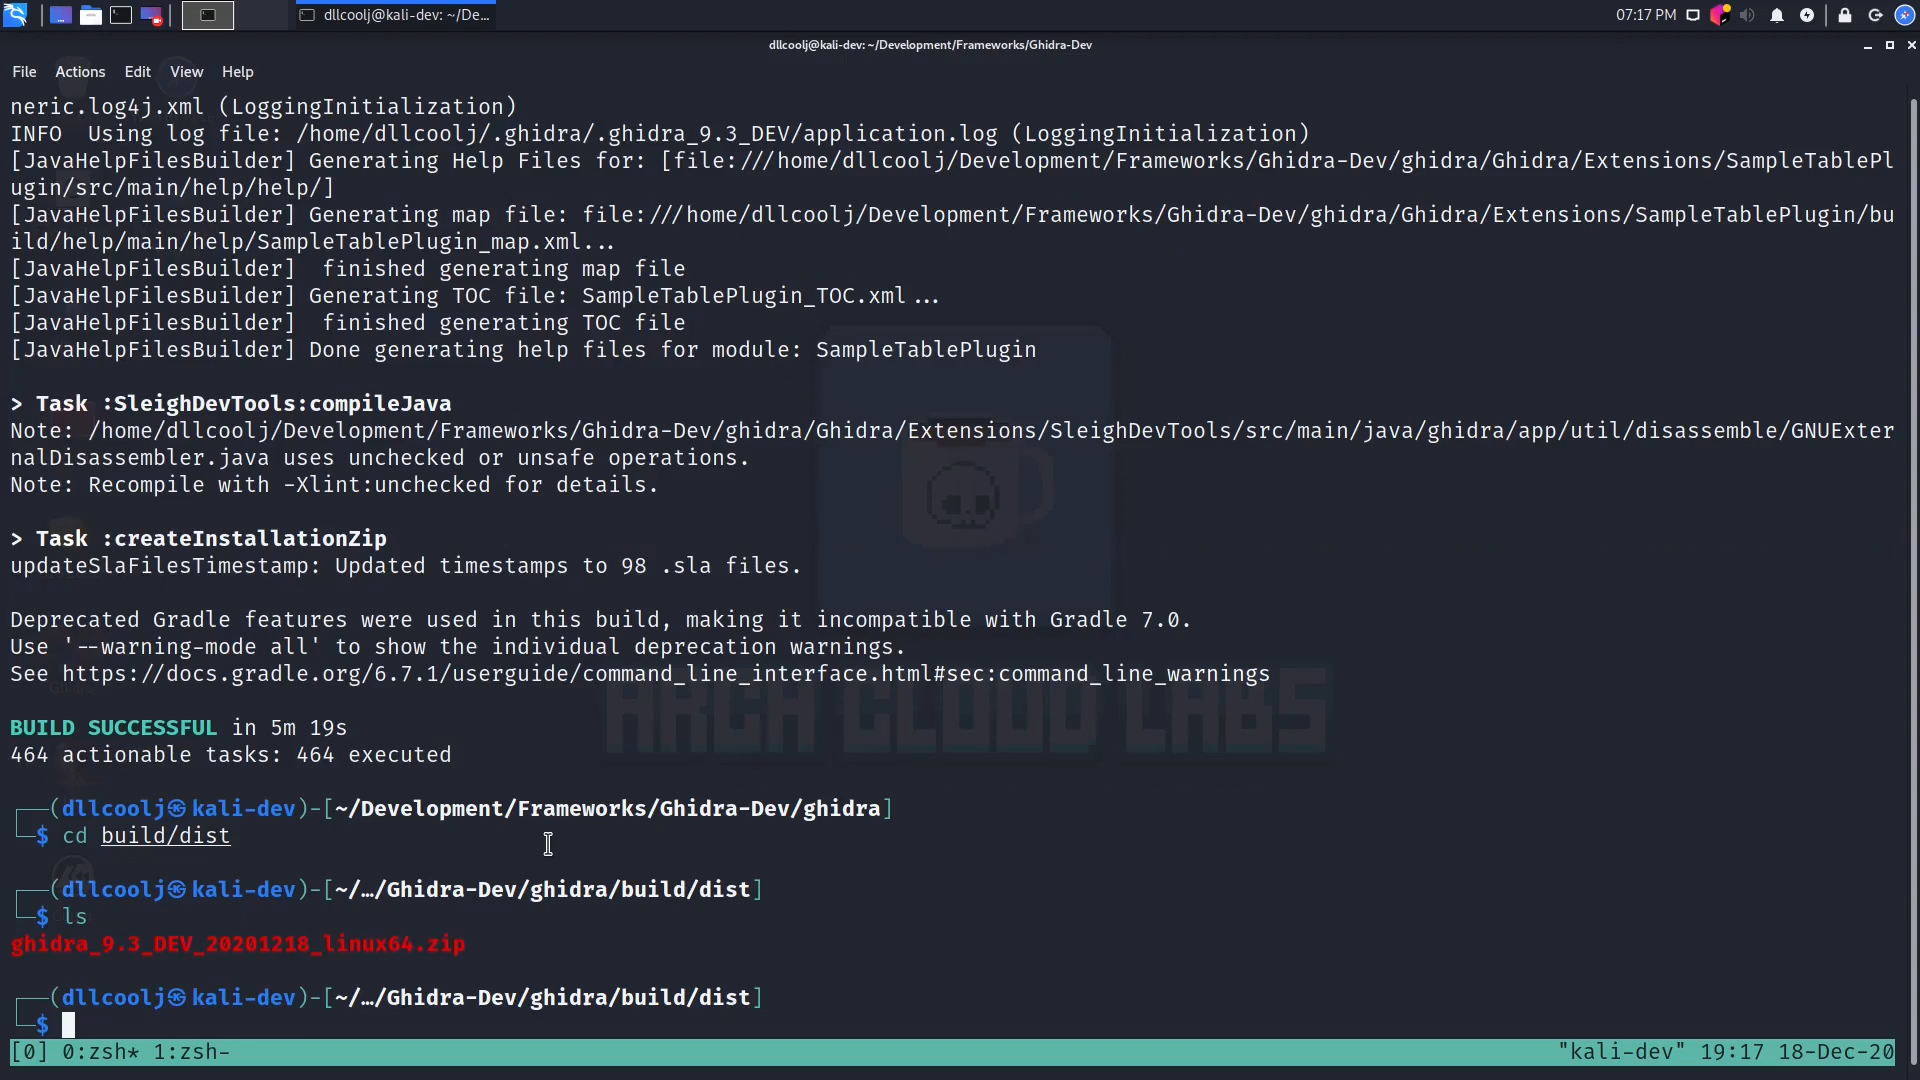 dllcoolj@kali-dev: ~/De...
07:17 PM
dllcoolj@kali-dev: ~/Development/Frameworks/Ghidra-Dev
File Actions Edit View Help
neric.log4j.xml (LoggingInitialization)
INFO  Using log file: /home/dllcoolj/.ghidra/.ghidra_9.3_DEV/application.log (LoggingInitialization)
[JavaHelpFilesBuilder] Generating Help Files for: [file:///home/dllcoolj/Development/Frameworks/Ghidra-Dev/ghidra/Ghidra/Extensions/SampleTablePl
ugin/src/main/help/help/]
[JavaHelpFilesBuilder] Generating map file: file:///home/dllcoolj/Development/Frameworks/Ghidra-Dev/ghidra/Ghidra/Extensions/SampleTablePlugin/bu
ild/help/main/help/SampleTablePlugin_map.xml...
[JavaHelpFilesBuilder]  finished generating map file
[JavaHelpFilesBuilder] Generating TOC file: SampleTablePlugin_TOC.xml...
[JavaHelpFilesBuilder]  finished generating TOC file
[JavaHelpFilesBuilder] Done generating help files for module: SampleTablePlugin
> Task :SleighDevTools:compileJava
Note: /home/dllcoolj/Development/Frameworks/Ghidra-Dev/ghidra/Ghidra/Extensions/SleighDevTools/src/main/java/ghidra/app/util/disassemble/GNUExter
nalDisassembler.java uses unchecked or unsafe operations.
Note: Recompile with -Xlint:unchecked for details.
> Task :createInstallationZip
updateSlaFilesTimestamp: Updated timestamps to 98 .sla files.
Deprecated Gradle features were used in this build, making it incompatible with Gradle 7.0.
Use '--warning-mode all' to show the individual deprecation warnings.
See https://docs.gradle.org/6.7.1/userguide/command_line_interface.html#sec:command_line_warnings
ARCH CLOUD LABS
BUILD SUCCESSFUL in 5m 19s
464 actionable tasks: 464 executed
┌──(dllcoolj㉿kali-dev)-[~/Development/Frameworks/Ghidra-Dev/ghidra]
└─$ cd build/dist
┌──(dllcoolj㉿kali-dev)-[~/…/Ghidra-Dev/ghidra/build/dist]
└─$ ls
ghidra_9.3_DEV_20201218_linux64.zip
┌──(dllcoolj㉿kali-dev)-[~/…/Ghidra-Dev/ghidra/build/dist]
└─$
[0] 0:zsh* 1:zsh- "kali-dev" 19:17 18-Dec-20